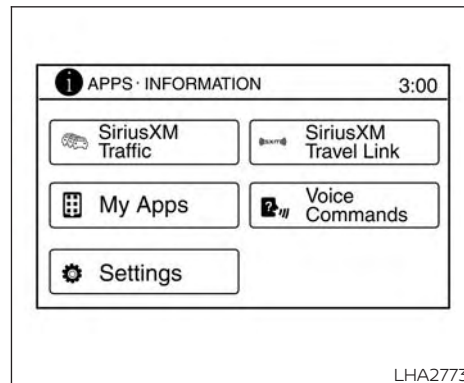 i APPS · INFORMATION 3:00
SiriusXM
Traffic
SiriusXM
Travel Link
My Apps
Voice
Commands
Settings
LHA2773